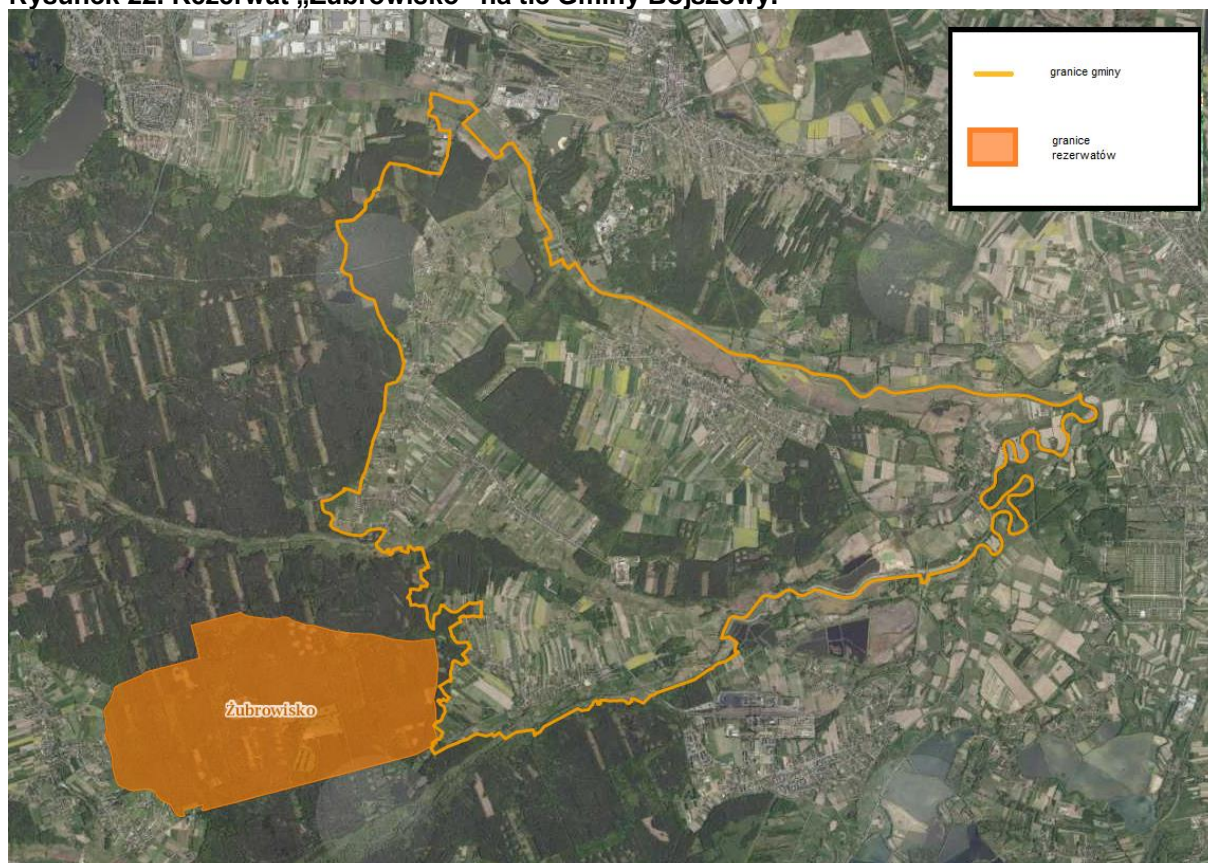 Rysunek 22. Rezerwat „Żubrowisko" na tle Gminy Bojszowy.
granice gminy
granice
rezerwatów
Żubrowisko